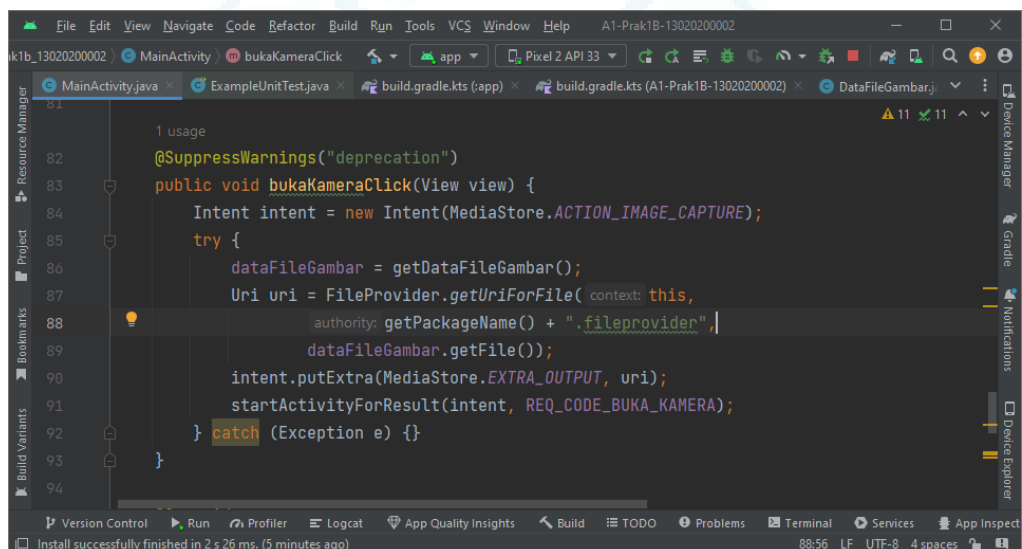 File Edit View Navigate Code Refactor Build Run Tools VCS Window Help A1-Prak1B-13020200002
ak1b_13020200002 MainActivity bukaKameraClick app Pixel 2 API 33
MainActivity.java ExampleUnitTest.java build.gradle.kts (:app) build.gradle.kts (A1-Prak1B-13020200002) DataFileGambar.j
81
11 11
1 usage
82 @SuppressWarnings("deprecation")
83 public void bukaKameraClick(View view) {
84 Intent intent = new Intent(MediaStore.ACTION_IMAGE_CAPTURE);
85 try {
86 dataFileGambar = getDataFileGambar();
87 Uri uri = FileProvider.getUriForFile( context: this,
88 authority: getPackageName() + ".fileprovider",
89 dataFileGambar.getFile());
90 intent.putExtra(MediaStore.EXTRA_OUTPUT, uri);
91 startActivityForResult(intent, REQ_CODE_BUKA_KAMERA);
92 } catch (Exception e) {}
93 }
94
Resource Manager
Project
Bookmarks
Build Variants
Device Manager
Gradle
Notifications
Device Explorer
Version Control Run Profiler Logcat App Quality Insights Build TODO Problems Terminal Services App Inspect
Install successfully finished in 2 s 26 ms. (5 minutes ago) 88:56 LF UTF-8 4 spaces